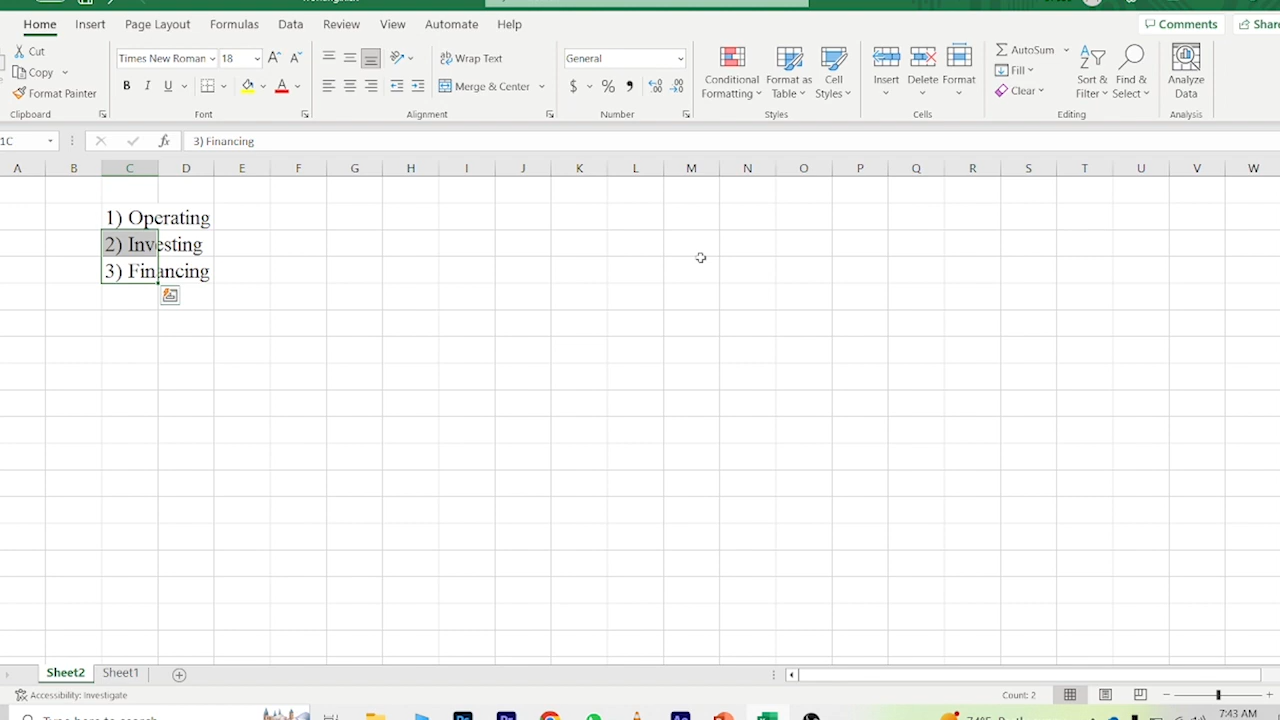 Home Insert Page Layout Formulas Data Review View Automate Help Comments
Cut
Copy
Format Painter
Clipboard
Times New Roman 18
B I U
Font
Wrap Text
Merge & Center
Alignment
General
$ %
Number
Conditional Formatting
Format as Table
Cell Styles
Styles
Insert Delete Format
Cells
AutoSum
Fill
Clear
Sort & Filter
Find & Select
Editing
Analyze Data
Analysis
1C fx 3) Financing
A B C D E F G H I J K L M N O P Q R S T U V W
1) Operating
2) Investing
3) Financing
Sheet2 Sheet1
Accessibility: Investigate Count: 2
7:43 AM